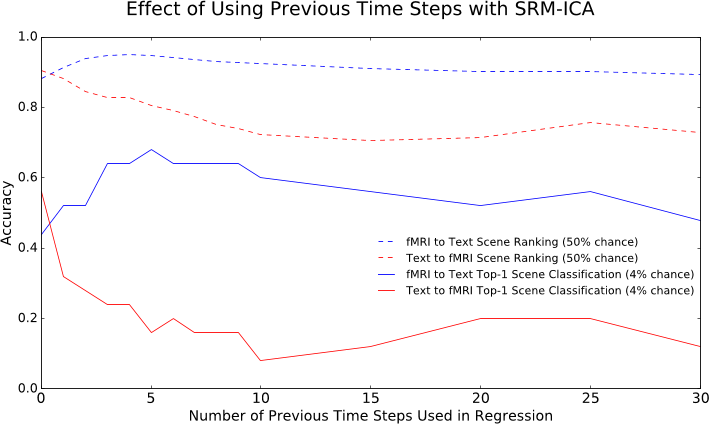 Effect of Using Previous Time Steps with SRM-ICA
1.0
0.8
0.6
0.4
0.2
0.0
Accuracy
fMRI to Text Scene Ranking (50% chance)
Text to fMRI Scene Ranking (50% chance)
fMRI to Text Top-1 Scene Classification (4% chance)
Text to fMRI Top-1 Scene Classification (4% chance)
0 5 10 15 20 25 30
Number of Previous Time Steps Used in Regression